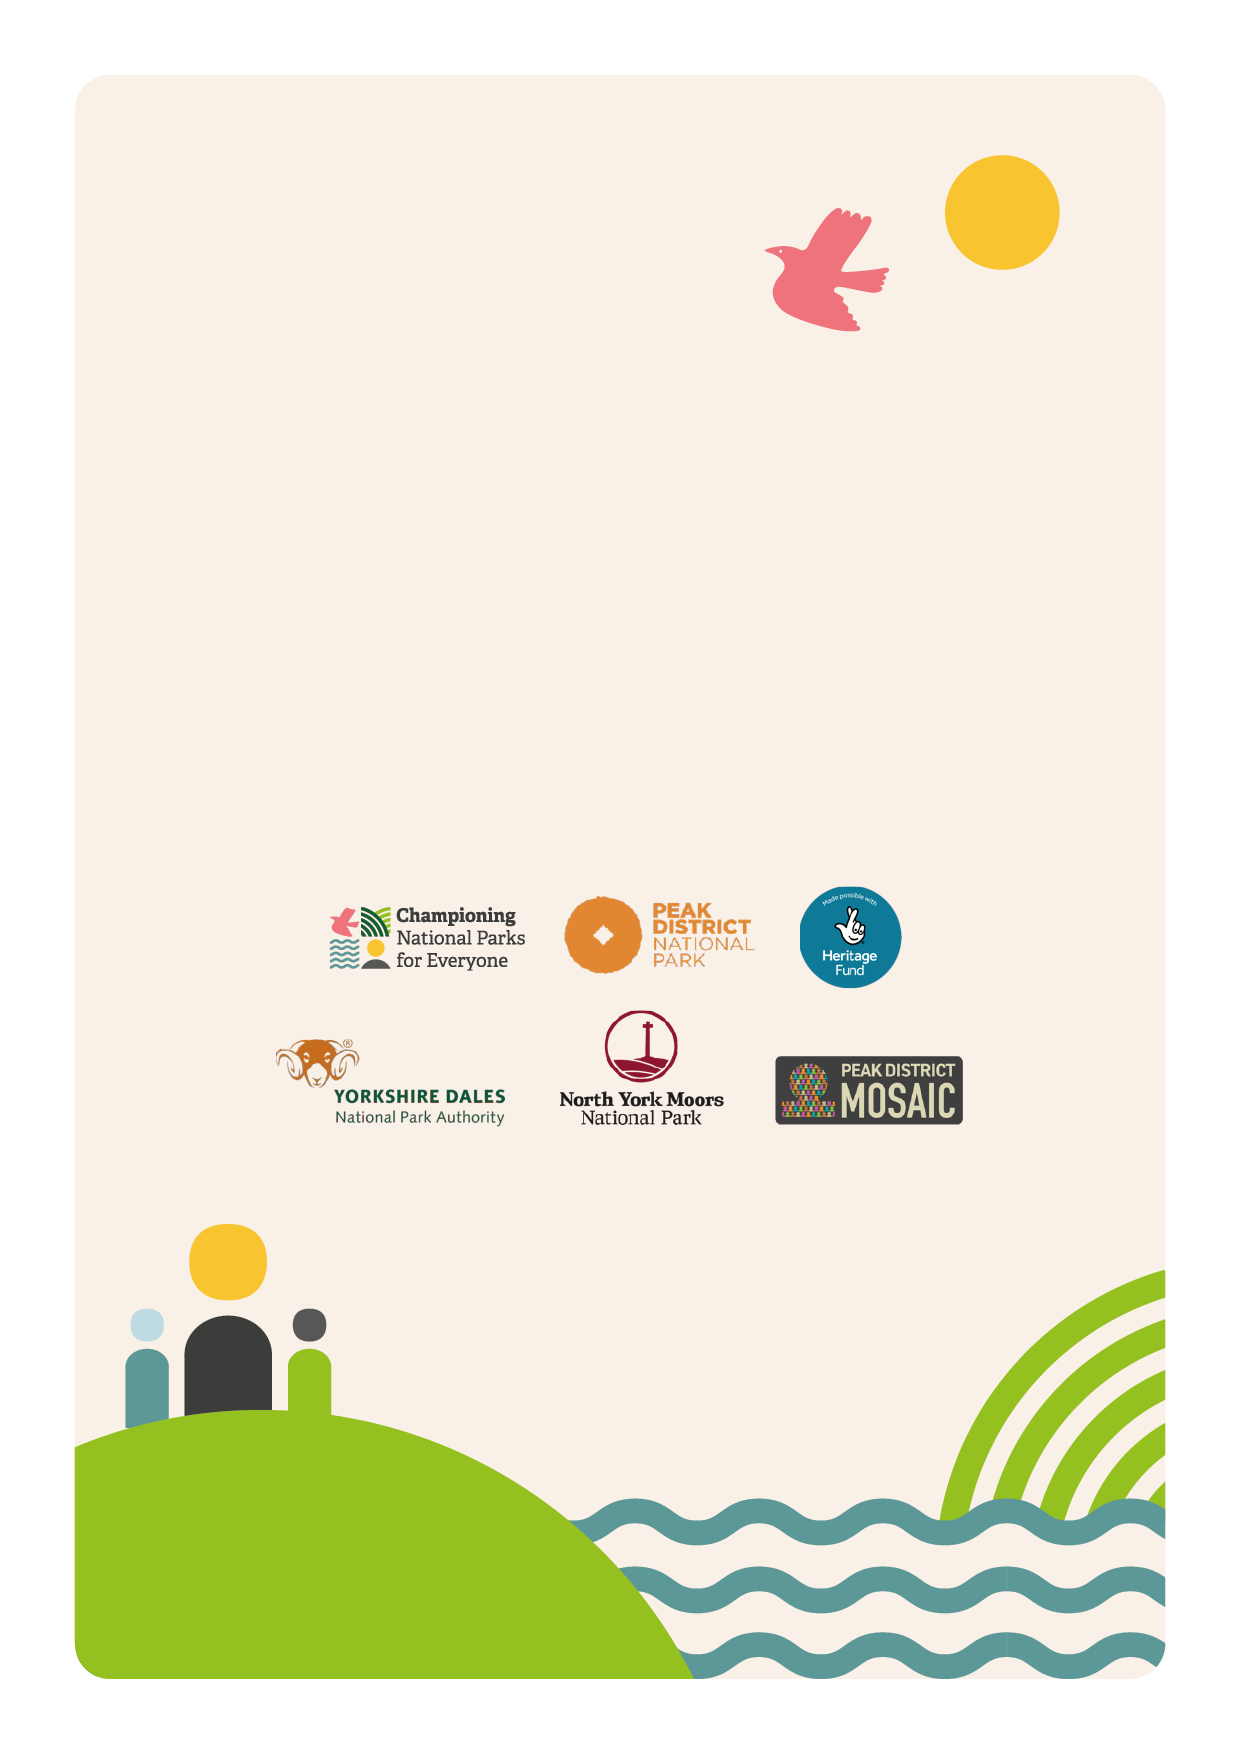 Championing
National Parks
for Everyone
PEAK
DISTRICT
NATIONAL
PARK
Made possible with
Heritage
Fund
®
YORKSHIRE DALES
National Park Authority
North York Moors
National Park
PEAK DISTRICT
MOSAIC